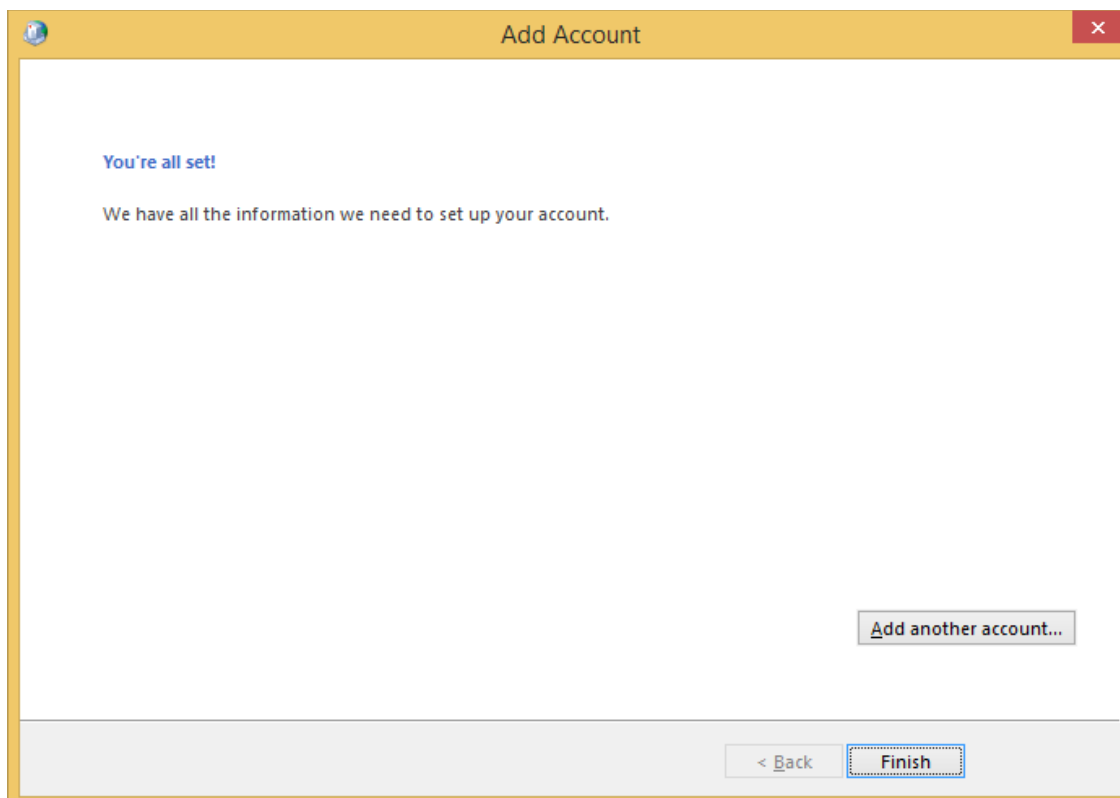 Add Account
You're all set!
We have all the information we need to set up your account.
Add another account...
< Back
Finish